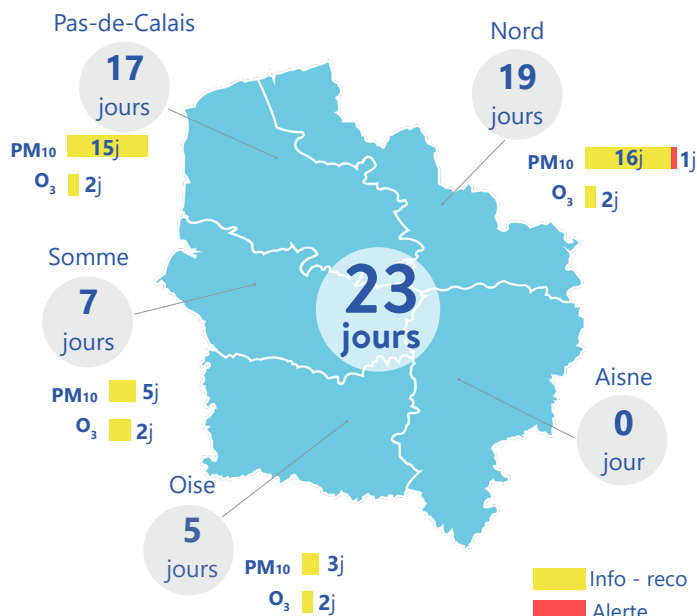 Pas-de-Calais
17
jours
PM10 15j
O3 2j
Nord
19
jours
PM10 16j 1j
O3 2j
Somme
7
jours
PM10 5j
O3 2j
23
jours
Aisne
0
jour
Oise
5
jours
PM10 3j
O3 2j
Info - reco
Alerte